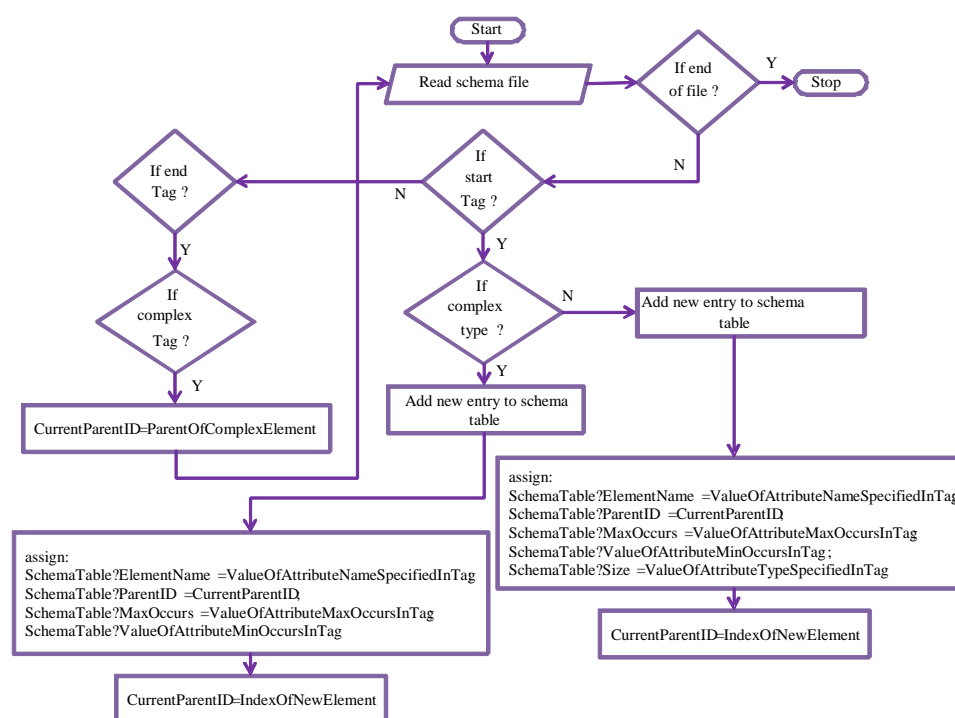 Start
Read schema file
If end
of file ?
Y
Stop
N
If
start
Tag ?
N
If end
Tag ?
Y
Y
If
complex
Tag ?
If
complex
type ?
N
Add new entry to schema
table
Y
Y
Add new entry to schema
table
CurrentParentID=ParentOfComplexElement
assign:
SchemaTable?ElementName =ValueOfAttributeNameSpecifiedInTag
SchemaTable?ParentID =CurrentParentID;
SchemaTable?MaxOccurs =ValueOfAttributeMaxOccursInTag
SchemaTable?ValueOfAttributeMinOccursInTag ;
SchemaTable?Size =ValueOfAttributeTypeSpecifiedInTag
assign:
SchemaTable?ElementName =ValueOfAttributeNameSpecifiedInTag
SchemaTable?ParentID =CurrentParentID;
SchemaTable?MaxOccurs =ValueOfAttributeMaxOccursInTag
SchemaTable?ValueOfAttributeMinOccursInTag
CurrentParentID=IndexOfNewElement
CurrentParentID=IndexOfNewElement